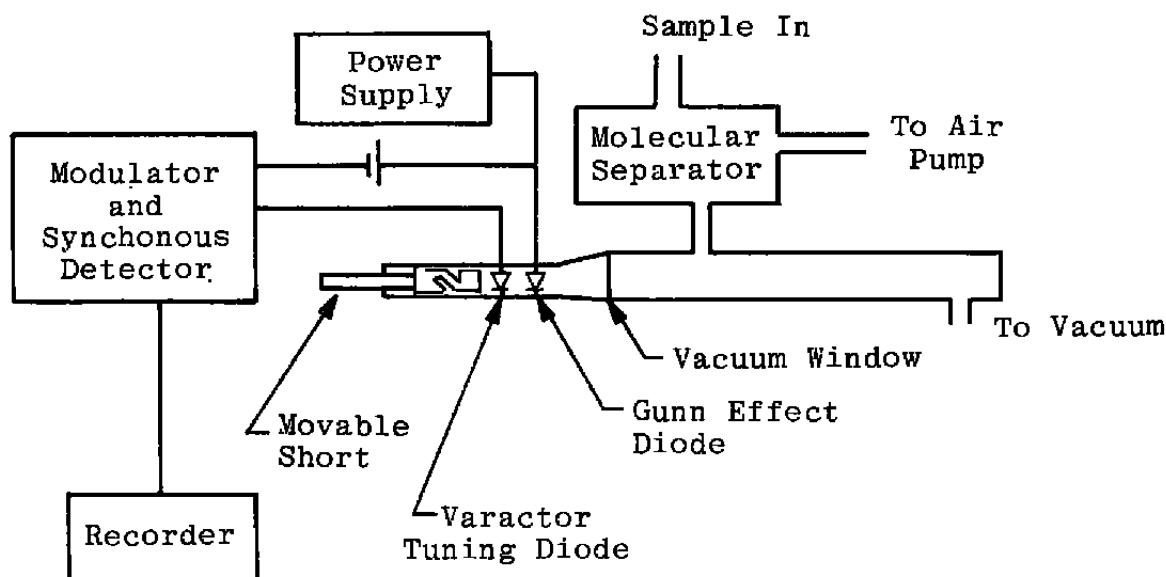 Sample In
Power
Supply
Molecular
Separator
To Air
Pump
Modulator
and
Synchonous
Detector
To Vacuum
Vacuum Window
Gunn Effect
Diode
Movable
Short
Varactor
Tuning Diode
Recorder